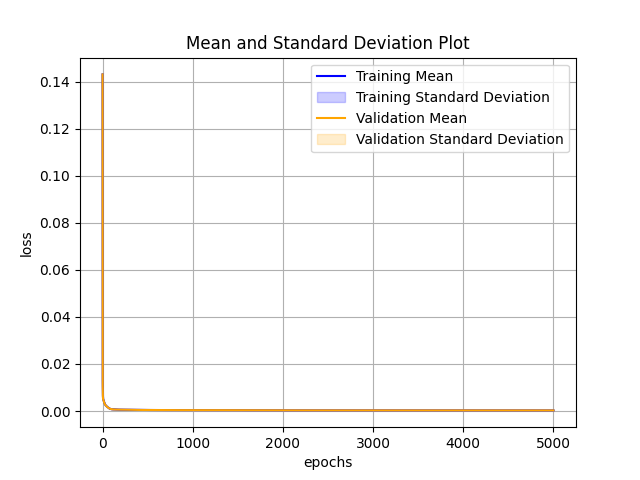 Mean and Standard Deviation Plot
Training Mean
Training Standard Deviation
Validation Mean
Validation Standard Deviation
0.14
0.12
0.10
0.08
0.06
0.04
0.02
0.00
loss
0 1000 2000 3000 4000 5000
epochs